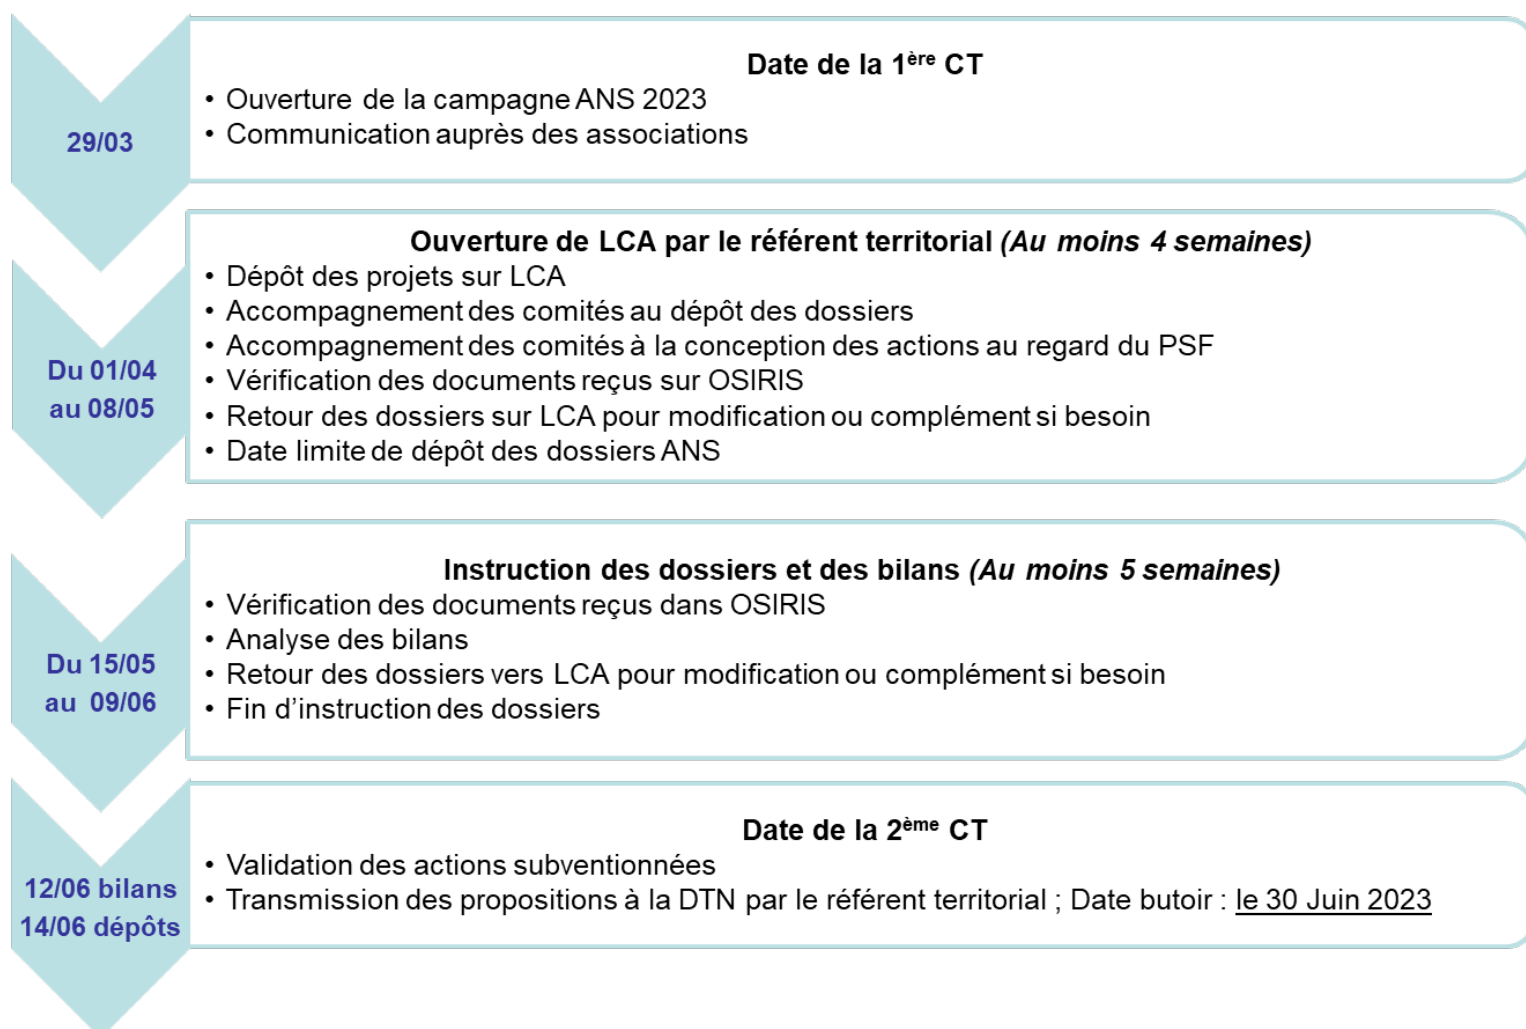 29/03
Date de la 1ère CT
• Ouverture de la campagne ANS 2023
• Communication auprès des associations
Du 01/04
au 08/05
Ouverture de LCA par le référent territorial (Au moins 4 semaines)
• Dépôt des projets sur LCA
• Accompagnement des comités au dépôt des dossiers
• Accompagnement des comités à la conception des actions au regard du PSF
• Vérification des documents reçus sur OSIRIS
• Retour des dossiers sur LCA pour modification ou complément si besoin
• Date limite de dépôt des dossiers ANS
Du 15/05
au 09/06
Instruction des dossiers et des bilans (Au moins 5 semaines)
• Vérification des documents reçus dans OSIRIS
• Analyse des bilans
• Retour des dossiers vers LCA pour modification ou complément si besoin
• Fin d’instruction des dossiers
12/06 bilans
14/06 dépôts
Date de la 2ème CT
• Validation des actions subventionnées
• Transmission des propositions à la DTN par le référent territorial ; Date butoir : le 30 Juin 2023